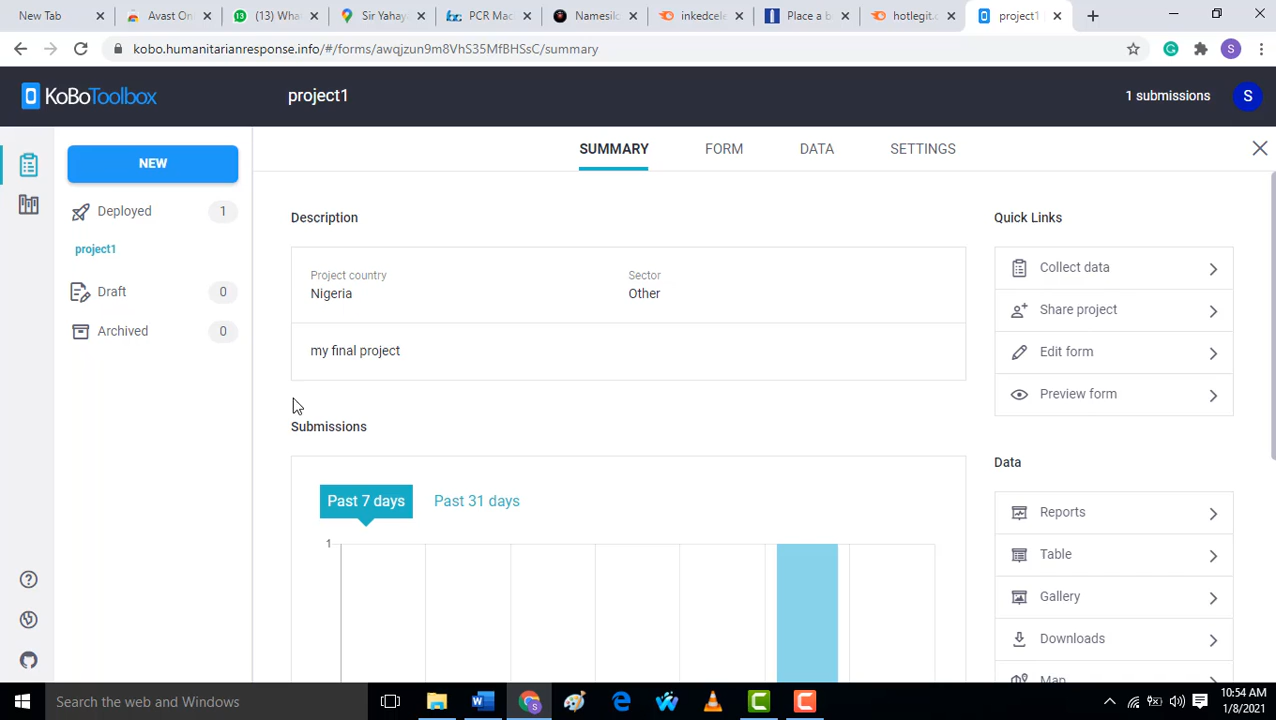 New Tab
Avast On
(13) Wha
Sir Yahay
PCR Mac
Namesilo
inkedcele
Place a
hotlegit.c
project1
kobo.humanitarianresponse.info/#/forms/awqjzun9m8VhS35MfBHSsC/summary
S
KoBoToolbox
project1
1 submissions
S
NEW
SUMMARY
FORM
DATA
SETTINGS
Deployed
1
project1
Draft
0
Archived
0
Description
Project country
Nigeria
Sector
Other
my final project
Submissions
Past 7 days
Past 31 days
1
Quick Links
Collect data
Share project
Edit form
Preview form
Data
Reports
Table
Gallery
Downloads
Map
Search the web and Windows
10:54 AM
1/8/2021